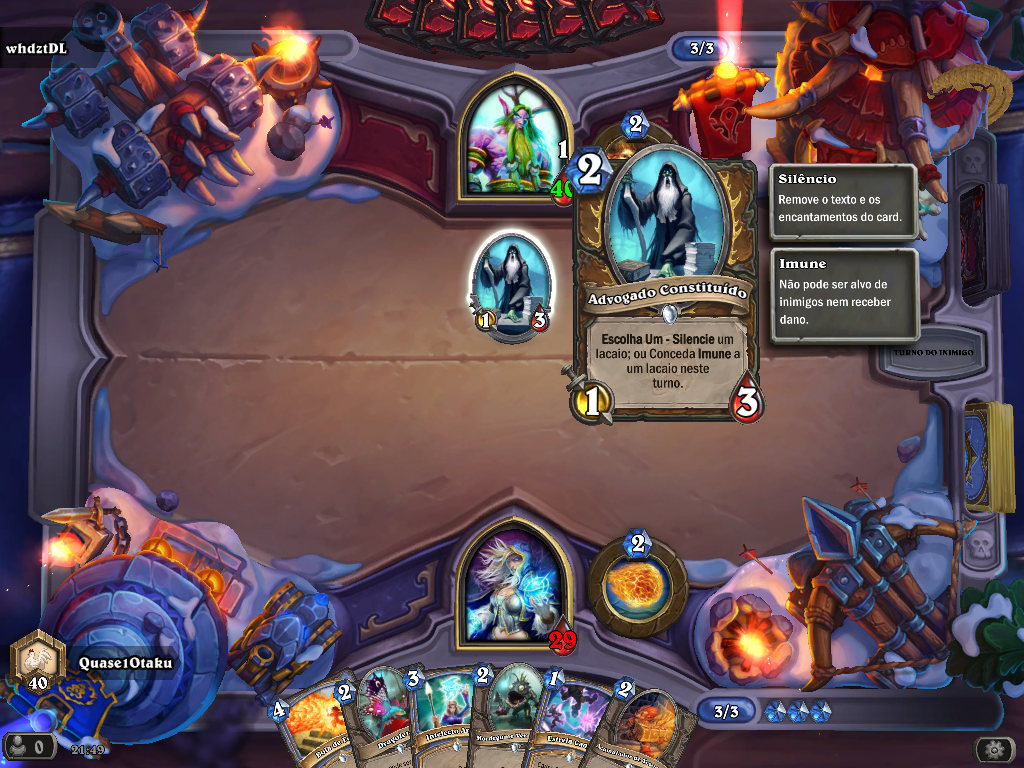 whdztDL
3/3
2
1
40
2
Silêncio
Remove o texto e os
encantamentos do card.
Imune
Não pode ser alvo de
inimigos nem receber
dano.
Advogado Constituído
Escolha Um - Silencie um
lacaio; ou Conceda Imune a
um lacaio neste
turno.
1
3
1
3
TURNO DO INIMIGO
2
29
Quase1Otaku
40
4
2
3
2
1
2
Intelecto
3/3
0
21:49